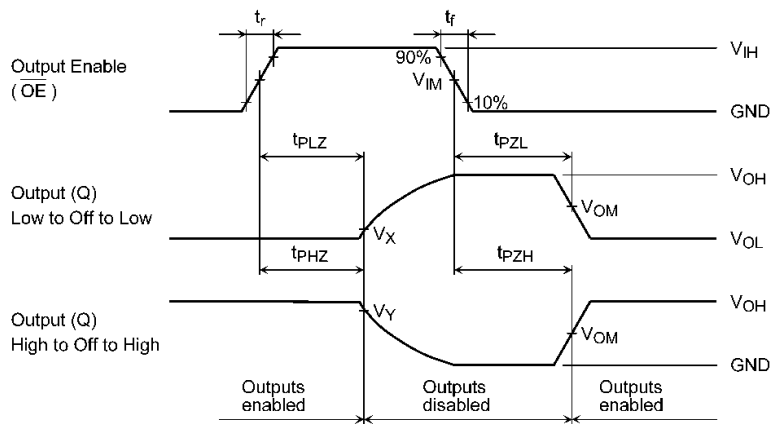 tr
tf
Output Enable
( OE )
90%
VIM
10%
VIH
GND
tPLZ
tPZL
Output (Q)
Low to Off to Low
VX
VOM
VOH
VOL
tPHZ
tPZH
Output (Q)
High to Off to High
VY
VOM
VOH
GND
Outputs
enabled
Outputs
disabled
Outputs
enabled